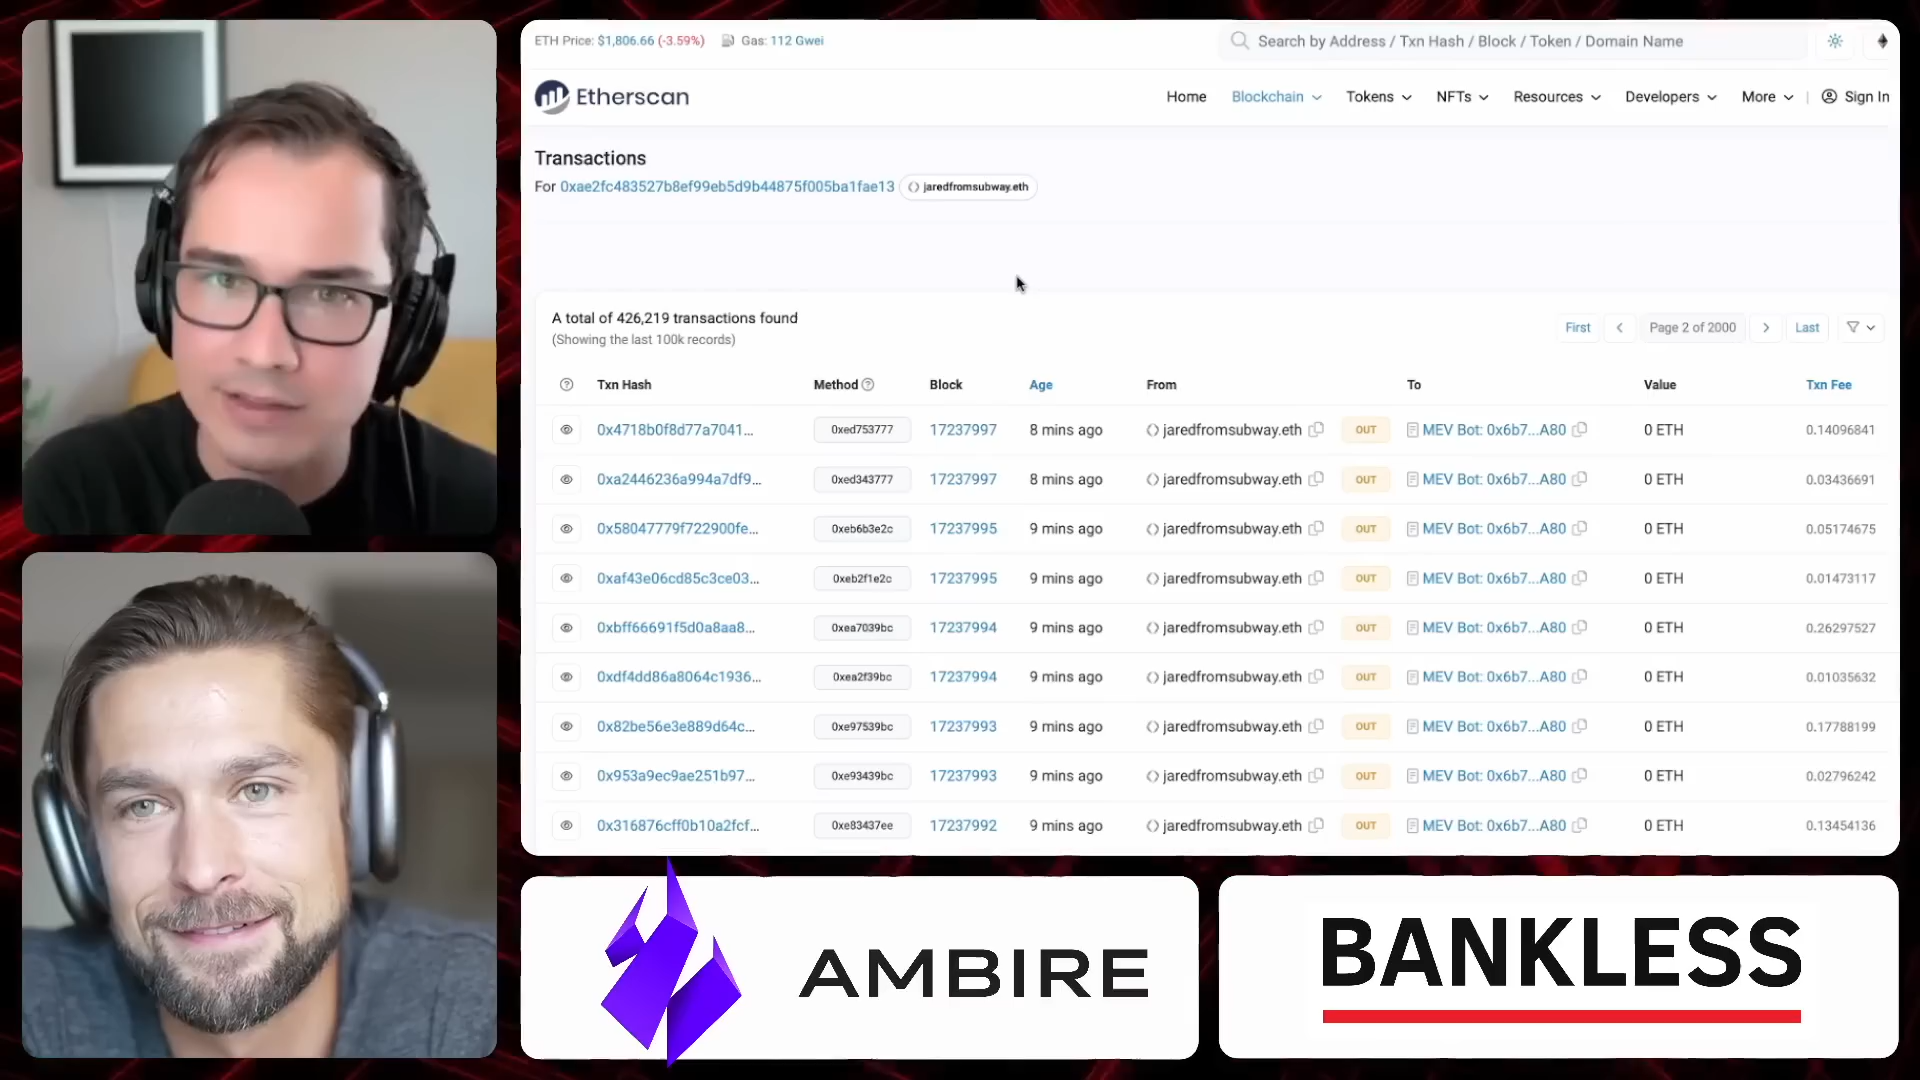 ETH Price: $1,806.66 (-3.59%) Gas: 112 Gwei
Search by Address / Txn Hash / Block / Token / Domain Name
Etherscan
Home Blockchain Tokens NFTs Resources Developers More | Sign In
Transactions
For 0xae2fc483527b8ef99eb5d9b44875f005ba1fae13 jaredfromsubway.eth
A total of 426,219 transactions found
(Showing the last 100k records)
First Page 2 of 2000 Last
Txn Hash Method Block Age From To Value Txn Fee
0x4718b0f8d77a7041... 0xed753777 17237997 8 mins ago jaredfromsubway.eth OUT MEV Bot: 0x6b7...A80 0 ETH 0.14096841
0xa2446236a994a7df9... 0xed343777 17237997 8 mins ago jaredfromsubway.eth OUT MEV Bot: 0x6b7...A80 0 ETH 0.03436691
0x58047779f722900fe... 0xeb6b3e2c 17237995 9 mins ago jaredfromsubway.eth OUT MEV Bot: 0x6b7...A80 0 ETH 0.05174675
0xaf43e06cd85c3ce03... 0xeb2f1e2c 17237995 9 mins ago jaredfromsubway.eth OUT MEV Bot: 0x6b7...A80 0 ETH 0.01473117
0xbff66691f5d0a8aa8... 0xea7039bc 17237994 9 mins ago jaredfromsubway.eth OUT MEV Bot: 0x6b7...A80 0 ETH 0.26297527
0xdf4dd86a8064c1936... 0xea2f39bc 17237994 9 mins ago jaredfromsubway.eth OUT MEV Bot: 0x6b7...A80 0 ETH 0.01035632
0x82be56e3e889d64c... 0xe97539bc 17237993 9 mins ago jaredfromsubway.eth OUT MEV Bot: 0x6b7...A80 0 ETH 0.17788199
0x953a9ec9ae251b97... 0xe93439bc 17237993 9 mins ago jaredfromsubway.eth OUT MEV Bot: 0x6b7...A80 0 ETH 0.02796242
0x316876cff0b10a2fcf... 0xe83437ee 17237992 9 mins ago jaredfromsubway.eth OUT MEV Bot: 0x6b7...A80 0 ETH 0.13454136
AMBIRE
BANKLESS